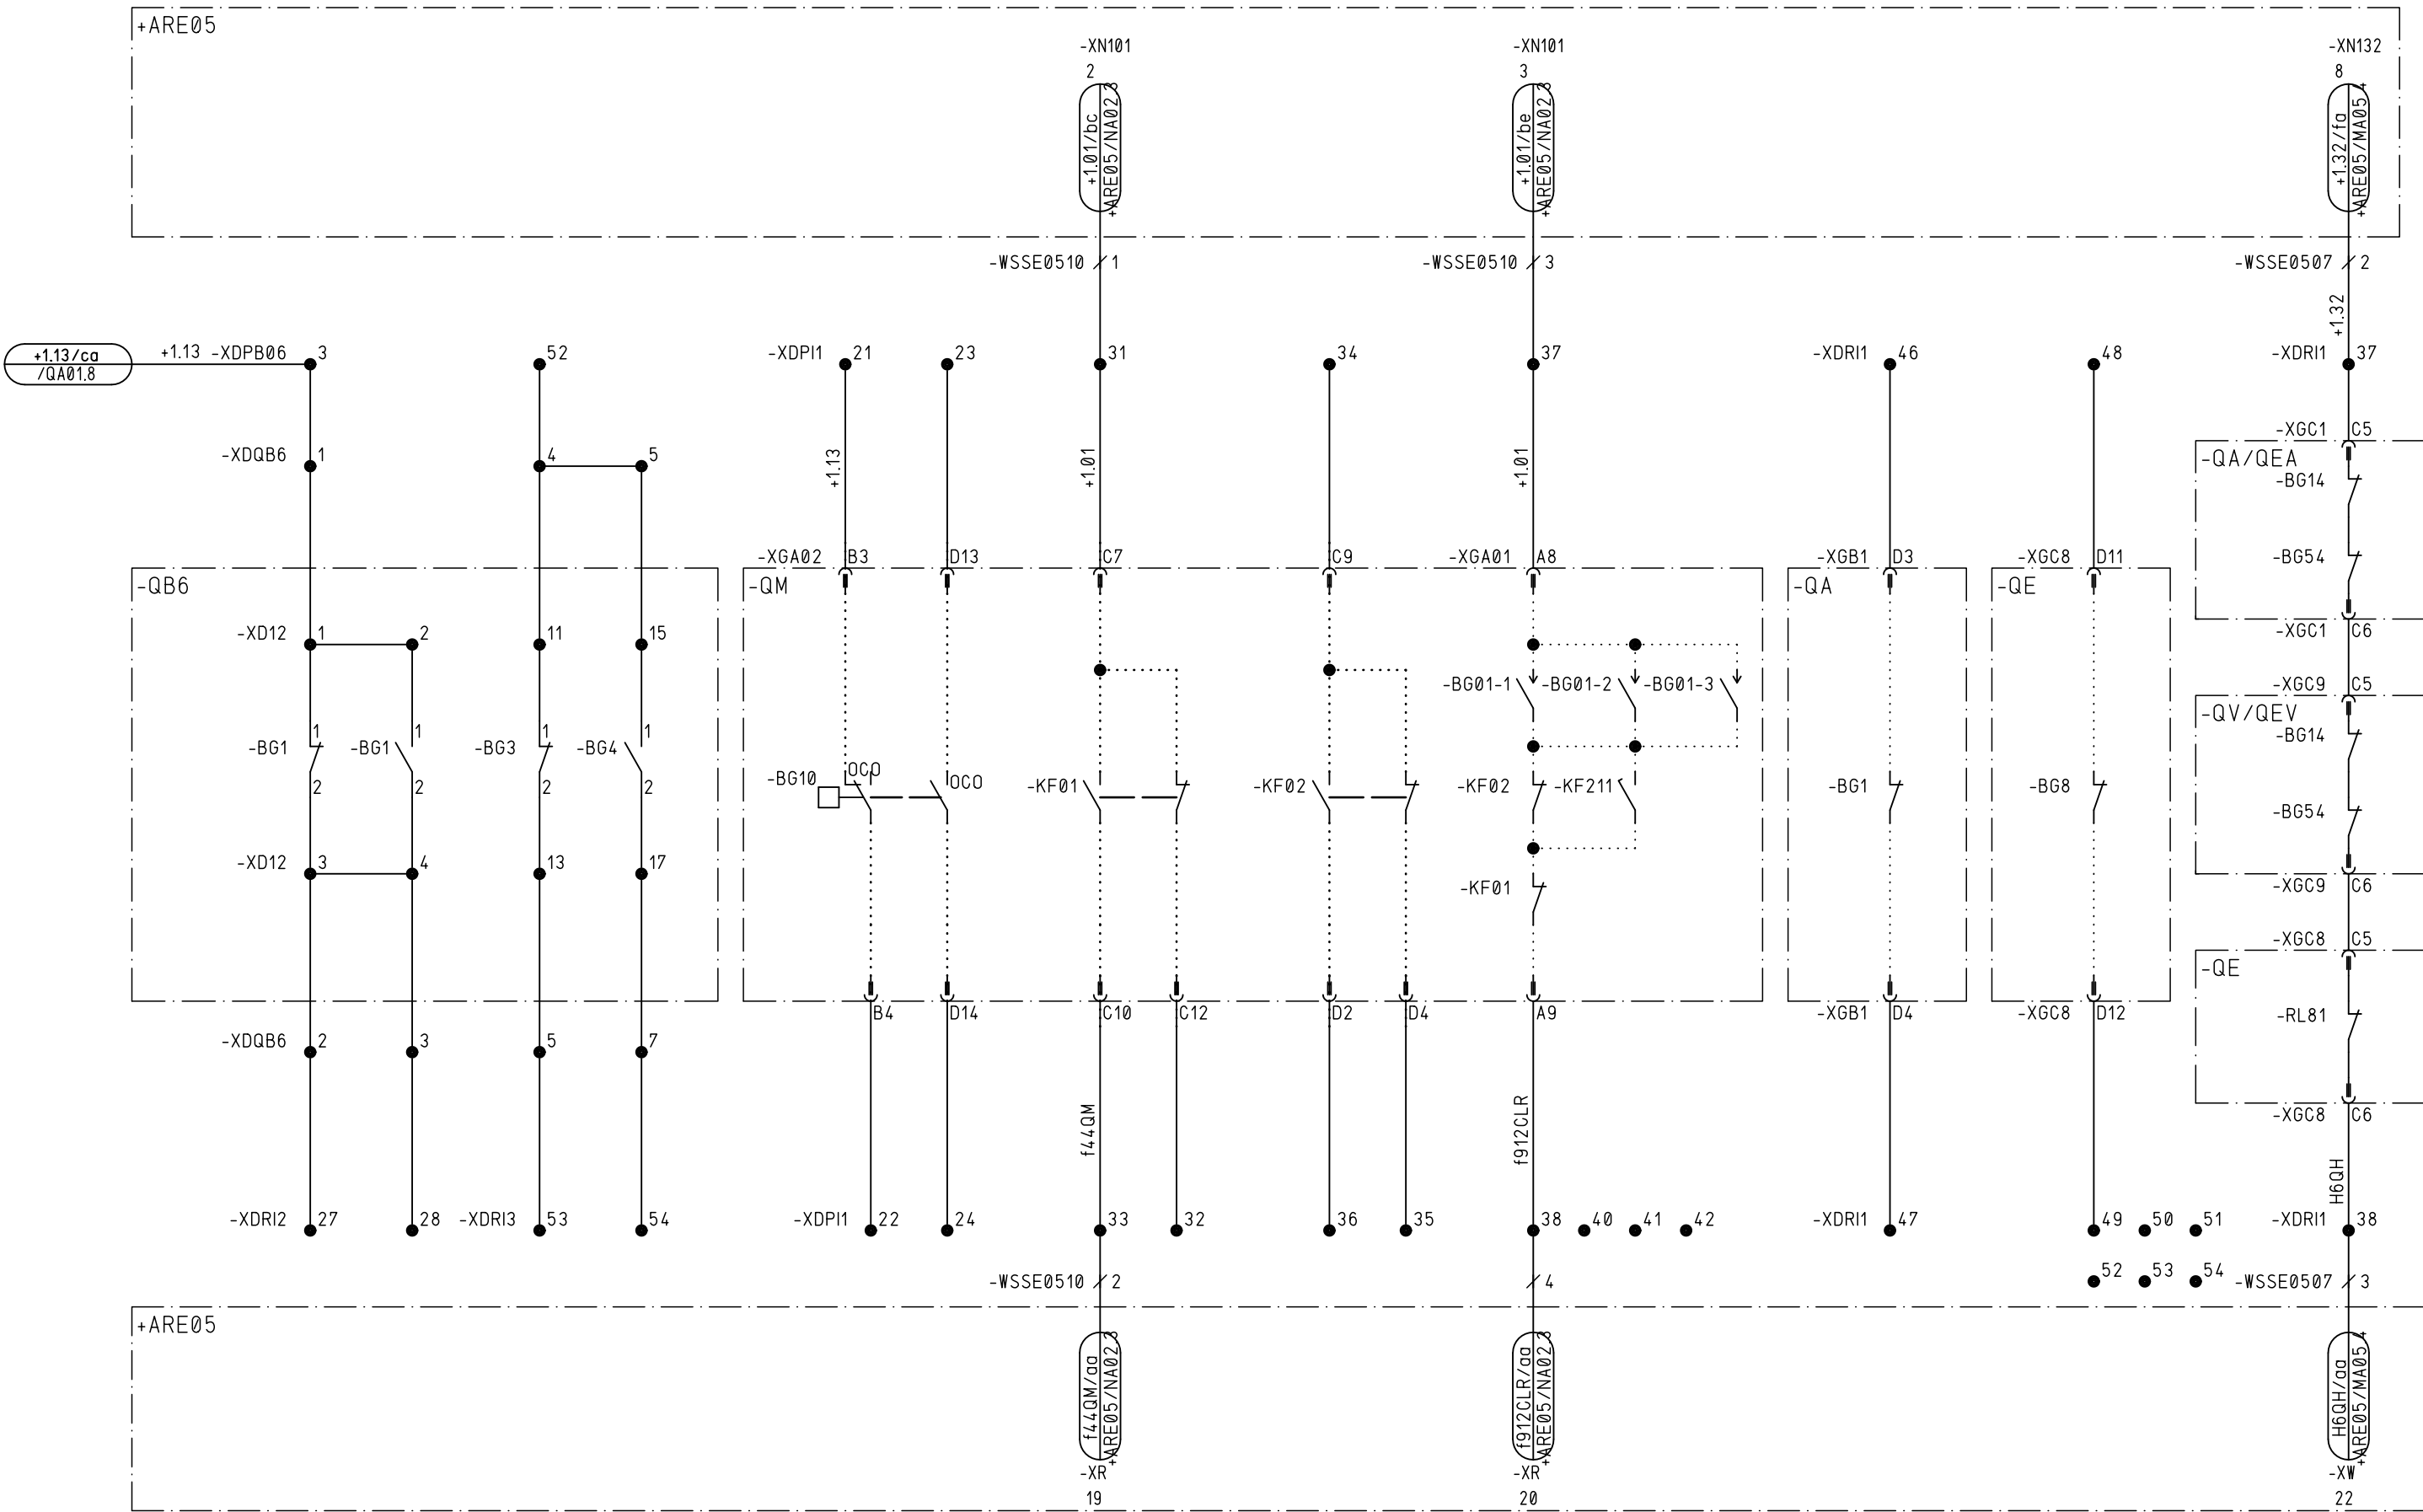 +ARE05
-XN101 -XN101 -XN132
2 3 8
+1.01/bc +ARE05/NA02.3 +1.01/be +ARE05/NA02.3 +1.32/fa +ARE05/MA05.4
-WSSE0510 1 -WSSE0510 3 -WSSE0507 2
+1.32
+1.13/ca +1.13 -XDPB06 3 52 -XDPI1 21 23 31 34 37 -XDRI1 46 48 -XDRI1 37
/QA01.8
-XGC1 C5
-XDQB6 1 4 5 +1.13 +1.01 +1.01 -QA/QEA
-BG14
-XGA02 B3 D13 C7 C9 -XGA01 A8 -XGB1 D3 -XGC8 D11 -BG54
-QB6 -QM -QA -QE
-XD12 1 2 11 15 -XGC1 C6
-BG01-1 -BG01-2 -BG01-3 -XGC9 C5
-QV/QEV
1 1 1 1 -BG14
-BG1 -BG1 -BG3 -BG4
-BG10 OCO OCO -KF01 -KF02 -KF02 -KF211 -BG1 -BG8
2 2 2 2
-BG54
-XD12 3 4 13 17
-KF01 -XGC9 C6
-XGC8 C5
-QE
B4 D14 C10 C12 D2 D4 A9 -XGB1 D4 -XGC8 D12 -RL81
-XDQB6 2 3 5 7
-XGC8 C6
f44QM f912CLR H6QH
-XDRI2 27 28 -XDRI3 53 54 -XDPI1 22 24 33 32 36 35 38 40 41 42 -XDRI1 47 49 50 51 -XDRI1 38
-WSSE0510 2 4 52 53 54 -WSSE0507 3
+ARE05
f44QM/aa +ARE05/NA02.3 f912CLR/aa +ARE05/NA02.3 H6QH/aa +ARE05/MA05.4
-XR -XR -XW
19 20 22